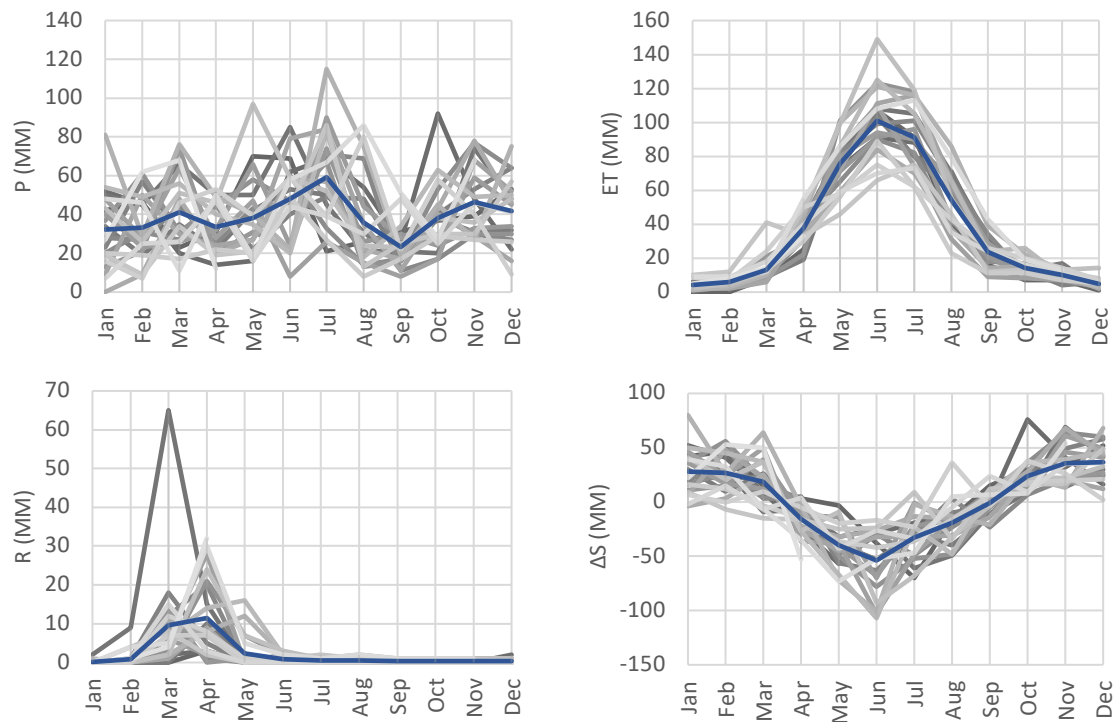 140
120
100
80
60
40
20
0
P (MM)
Jan
Feb
Mar
Apr
May
Jun
Jul
Aug
Sep
Oct
Nov
Dec
160
140
120
100
80
60
40
20
0
ET (MM)
Jan
Feb
Mar
Apr
May
Jun
Jul
Aug
Sep
Oct
Nov
Dec
70
60
50
40
30
20
10
0
R (MM)
Jan
Feb
Mar
Apr
May
Jun
Jul
Aug
Sep
Oct
Nov
Dec
100
50
0
-50
-100
-150
ΔS (MM)
Jan
Feb
Mar
Apr
May
Jun
Jul
Aug
Sep
Oct
Nov
Dec